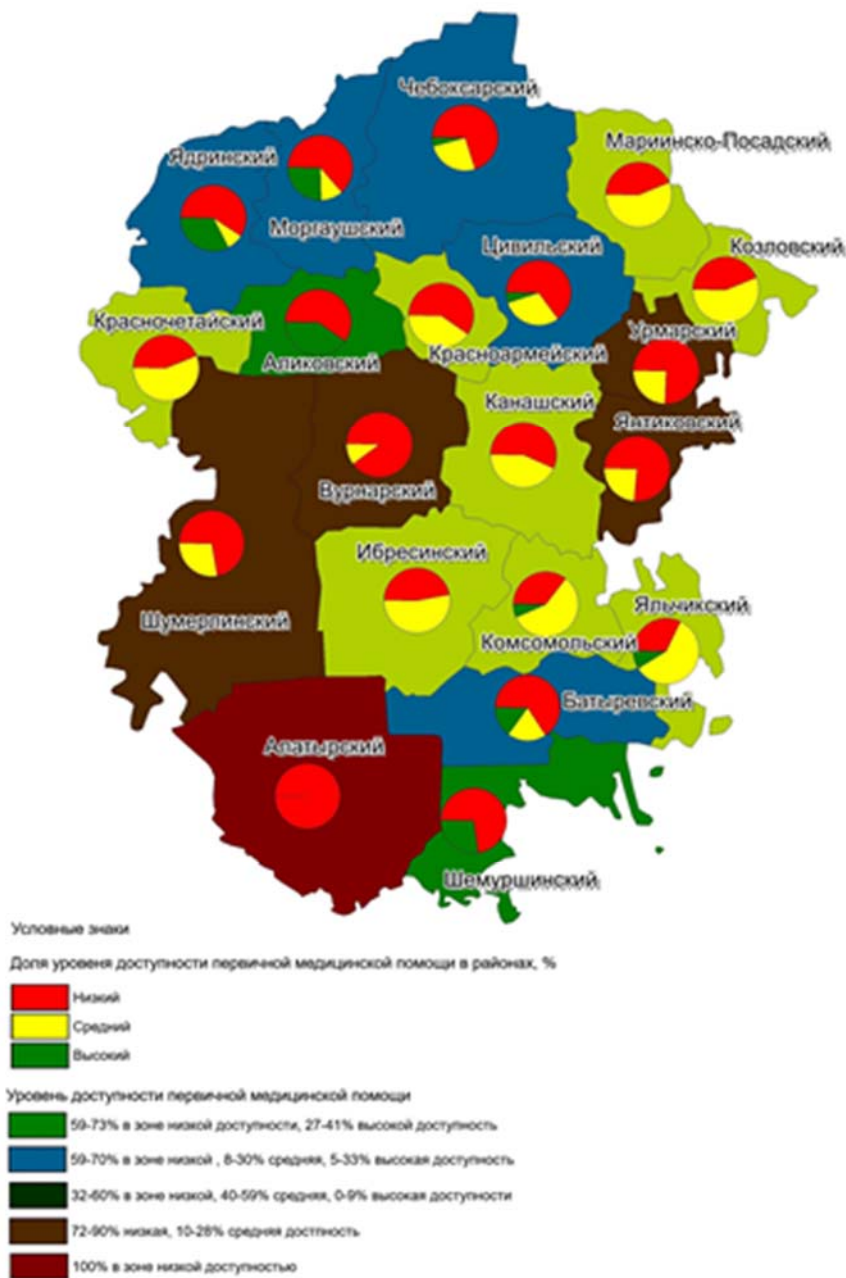 Чебоксарский
Мариинско-Посадский
Ядринский
Моргаушский
Цивильский
Козловский
Красночетайский
Урмарский
Аликовский
Красноармейский
Канашский
Янтиковский
Вурнарский
Ибресинский
Яльчикский
Шумерлинский
Комсомольский
Батыревский
Алатырский
Шемуршинский
Условные знаки
Доля уровеня доступности первичной медицинской помощи в районах, %
Низкий
Средний
Высокий
Уровень доступности первичной медицинской помощи
59-73% в зоне низкой доступности, 27-41% высокой доступность
59-70% в зоне низкой , 8-30% средняя, 5-33% высокая доступность
32-60% в зоне низкой, 40-59% средняя, 0-9% высокая доступности
72-90% низкая, 10-28% средняя достпность
100% в зоне низкой доступностью